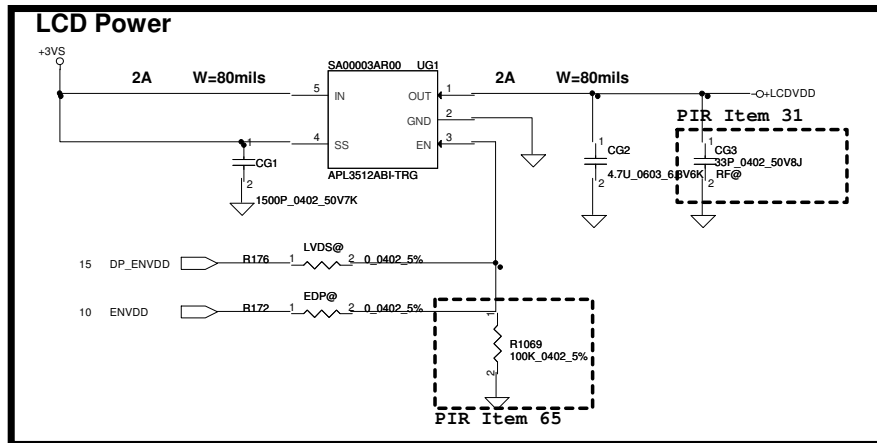 LCD Power
+3VS
SA00003AR00 UG1
2A W=80mils
2A W=80mils
5 IN
OUT 1
+LCDVDD
GND 2
PIR Item 31
4 SS
EN 3
1
CG1
2
APL3512ABI-TRG
1500P_0402_50V7K
1
CG2
2
4.7U_0603_6.3V6K
1
CG3
33P_0402_50V8J
2
RF@
LVDS@
15 DP_ENVDD R176 1 2 0_0402_5%
EDP@
10 ENVDD R172 1 2 0_0402_5%
1
R1069
100K_0402_5%
2
PIR Item 65